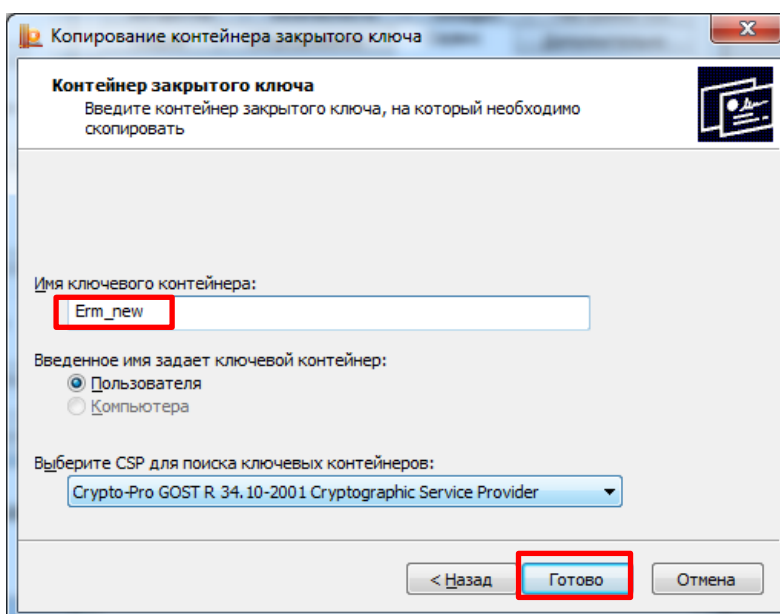 Копирование контейнера закрытого ключа
Контейнер закрытого ключа
Введите контейнер закрытого ключа, на который необходимо
скопировать
Имя ключевого контейнера:
Erm_new
Введенное имя задает ключевой контейнер:
Пользователя
Компьютера
Выберите CSP для поиска ключевых контейнеров:
Crypto-Pro GOST R 34.10-2001 Cryptographic Service Provider
< Назад Готово Отмена